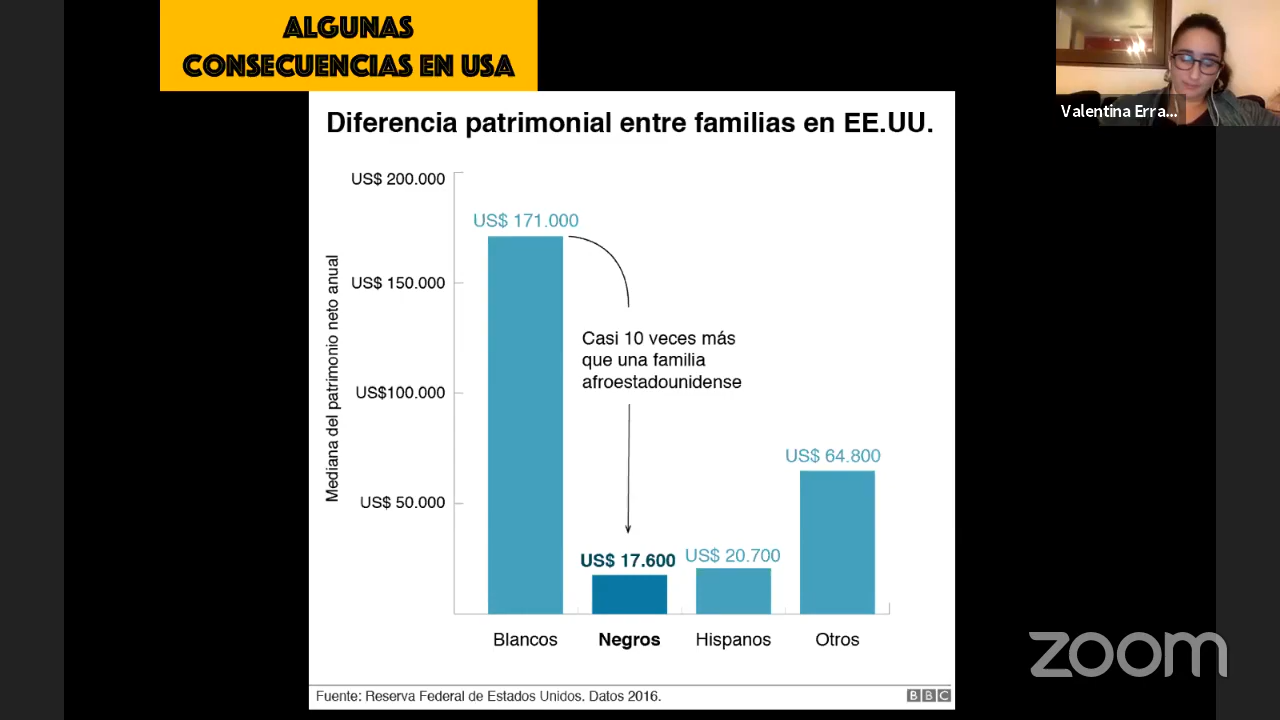 ALGUNAS
CONSECUENCIAS EN USA
Valentina Erra...
Diferencia patrimonial entre familias en EE.UU.
Mediana del patrimonio neto anual
US$ 200.000
US$ 150.000
US$100.000
US$ 50.000
US$ 171.000
Casi 10 veces más
que una familia
afroestadounidense
US$ 17.600
US$ 20.700
US$ 64.800
Blancos
Negros
Hispanos
Otros
Fuente: Reserva Federal de Estados Unidos. Datos 2016.
BBC
zoom